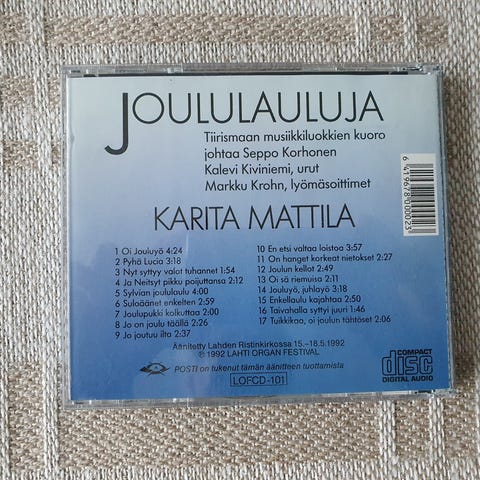 JOULULAULUJA
Tiirismaan musiikkiluokkien kuoro
johtaa Seppo Korhonen
Kalevi Kiviniemi, urut
Markku Krohn, lyömäsoittimet
KARITA MATTILA
1 Oi Jouluyö 4:24
2 Pyhä Lucia 3:18
3 Nyt syttyy valot tuhannet 1:54
4 Ja Neitsyt pikku poijuttansa 2:12
5 Sylvian joululaulu 4:00
6 Suloäänet enkelten 2:59
7 Joulupukki kolkuttaa 2:00
8 Jo on joulu täällä 2:26
9 Jo joutuu ilta 2:37
10 En etsi valtaa loistoa 3:57
11 On hanget korkeat nietokset 2:27
12 Joulun kellot 2:49
13 Oi sä riemuisa 2:11
14 Jouluyö, juhlayö 3:18
15 Enkellaulu kajahtaa 2:50
16 Taivahalla syttyi juuri 1:46
17 Tuikkikaa, oi joulun tähtöset 2:06
Äänitetty Lahden Ristinkirkossa 15.–18.5.1992
℗ 1992 LAHTI ORGAN FESTIVAL
POSTI on tukenut tämän äänitteen tuottamista
LOFCD-101
COMPACT
disc
DIGITAL AUDIO
6 419678 000023